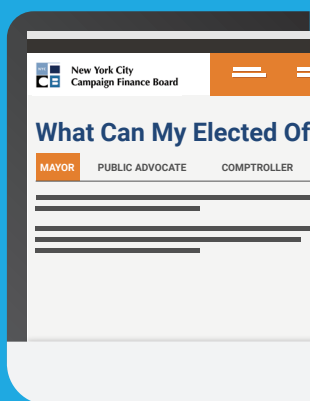 New York City
Campaign Finance Board
What Can My Elected Of
MAYOR PUBLIC ADVOCATE COMPTROLLER